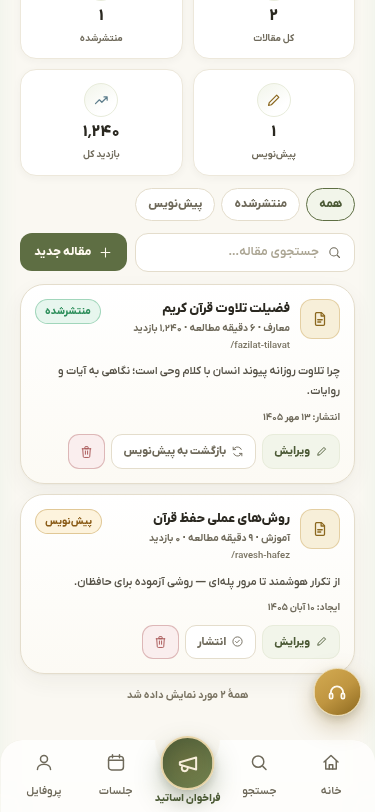 ۲
کل مقالات
۱
منتشرشده
۱
پیش‌نویس
۱,۲۴۰
بازدید کل
همه
منتشرشده
پیش‌نویس
جستجوی مقاله...
مقاله جدید
فضیلت تلاوت قرآن کریم
منتشرشده
معارف • ۶ دقیقه مطالعه • ۱,۲۴۰ بازدید
/fazilat-tilavat
چرا تلاوت روزانه پیوند انسان با کلام وحی است؛ نگاهی به آیات و
روایات.
انتشار: ۱۳ مهر ۱۴۰۵
ویرایش
بازگشت به پیش‌نویس
روش‌های عملی حفظ قرآن
پیش‌نویس
آموزش • ۹ دقیقه مطالعه • ۰ بازدید
/ravesh-hafez
از تکرار هوشمند تا مرور پله‌ای — روشی آزموده برای حافظان.
ایجاد: ۱۰ آبان ۱۴۰۵
ویرایش
انتشار
همهٔ ۲ مورد نمایش داده شد
خانه
جستجو
فراخوان اساتید
جلسات
پروفایل